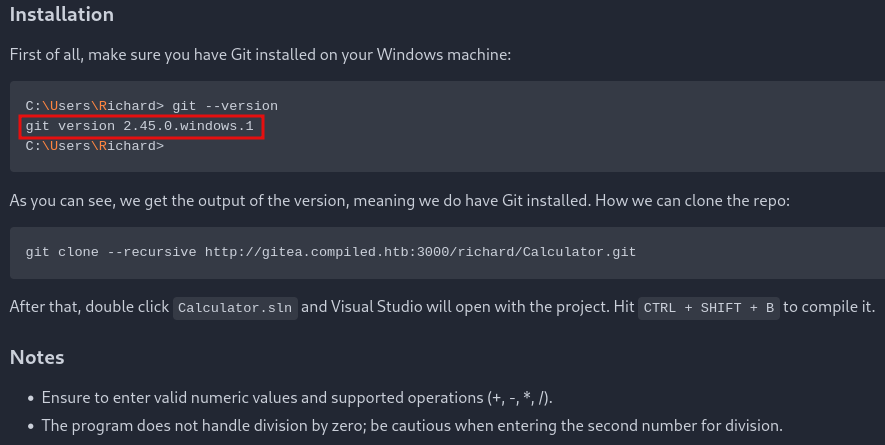 Installation
First of all, make sure you have Git installed on your Windows machine:
C:\Users\Richard> git --version
git version 2.45.0.windows.1
C:\Users\Richard>
As you can see, we get the output of the version, meaning we do have Git installed. How we can clone the repo:
git clone --recursive http://gitea.compiled.htb:3000/richard/Calculator.git
After that, double click Calculator.sln and Visual Studio will open with the project. Hit CTRL + SHIFT + B to compile it.
Notes
• Ensure to enter valid numeric values and supported operations (+, -, *, /).
• The program does not handle division by zero; be cautious when entering the second number for division.